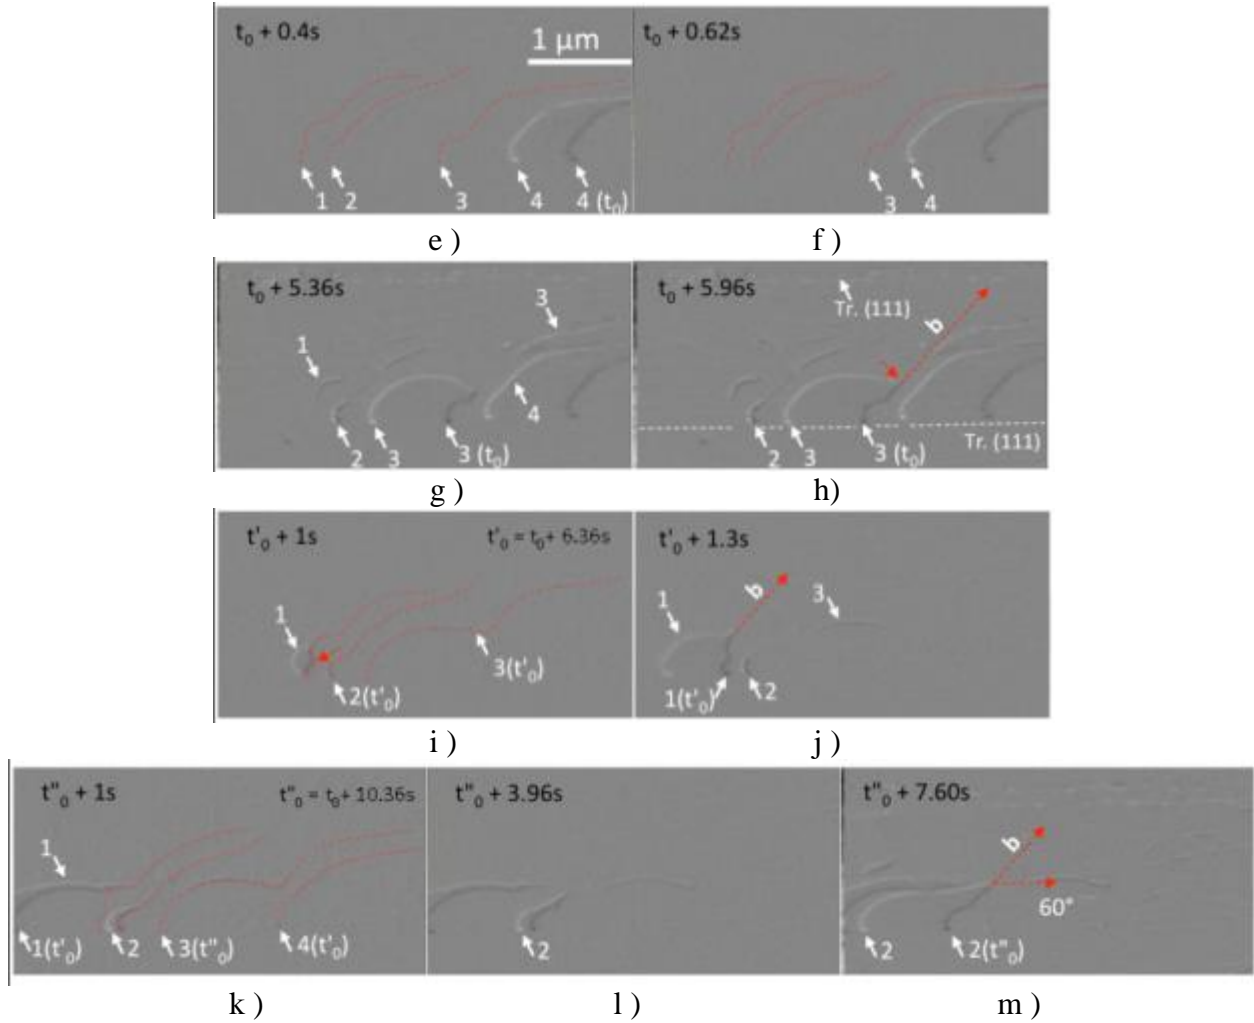 t₀ + 0.4s
1 μm
1
2
3
4
4 (t₀)
e )
t₀ + 0.62s
3
4
f )
t₀ + 5.36s
3
1
4
2
3
3 (t₀)
g )
t₀ + 5.96s
Tr. (111)
b
Tr. (111)
2
3
3 (t₀)
h)
t'₀ + 1s
t'₀ = t₀+ 6.36s
1
3(t'₀)
2(t'₀)
i )
t'₀ + 1.3s
b
1
3
1(t'₀)
2
j )
t"₀ + 1s
t"₀ = t₀+ 10.36s
1
1(t'₀)
2
3(t"₀)
4(t'₀)
k )
t"₀ + 3.96s
2
l )
t"₀ + 7.60s
b
60°
2
2(t"₀)
m )